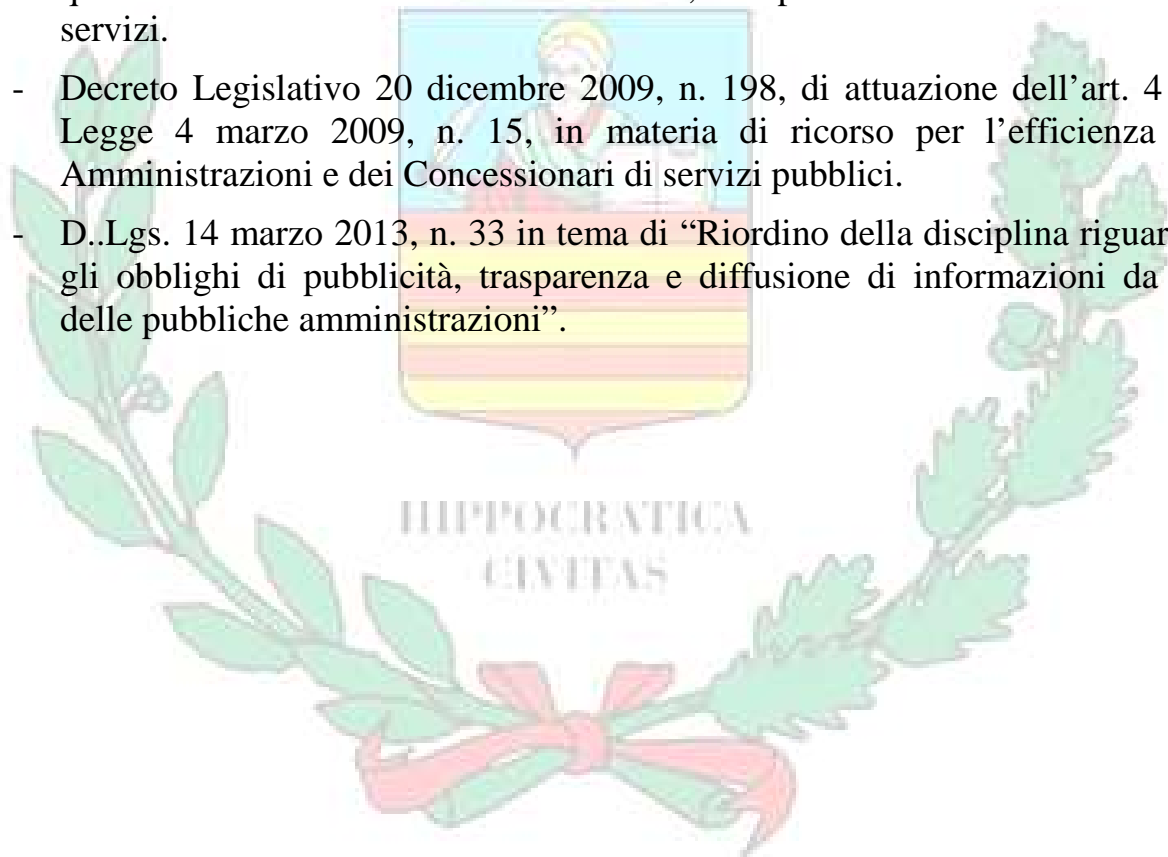 servizi.
- Decreto Legislativo 20 dicembre 2009, n. 198, di attuazione dell’art. 4
Legge 4 marzo 2009, n. 15, in materia di ricorso per l’efficienza
Amministrazioni e dei Concessionari di servizi pubblici.
- D..Lgs. 14 marzo 2013, n. 33 in tema di “Riordino della disciplina riguar
gli obblighi di pubblicità, trasparenza e diffusione di informazioni da
delle pubbliche amministrazioni”.
HIPPOCRATICA
CIVITAS